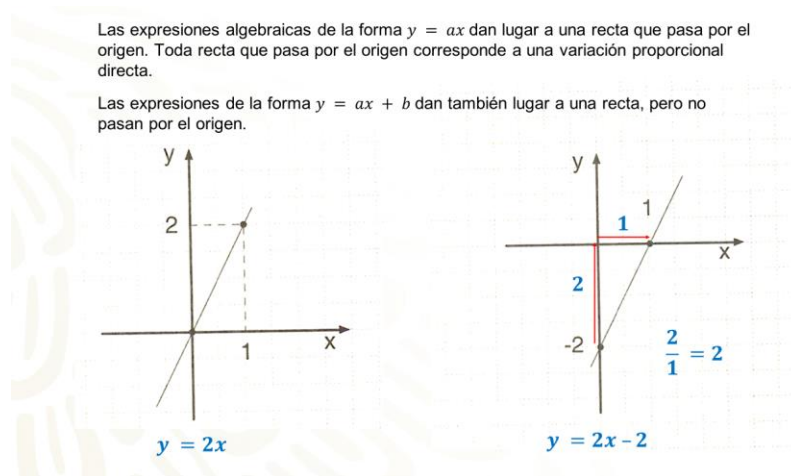 Las expresiones algebraicas de la forma y = ax dan lugar a una recta que pasa por el
origen. Toda recta que pasa por el origen corresponde a una variación proporcional
directa.
Las expresiones de la forma y = ax + b dan también lugar a una recta, pero no
pasan por el origen.
y
2
1
x
y = 2x
y
1
1
x
2
-2
2/1 = 2
y = 2x – 2